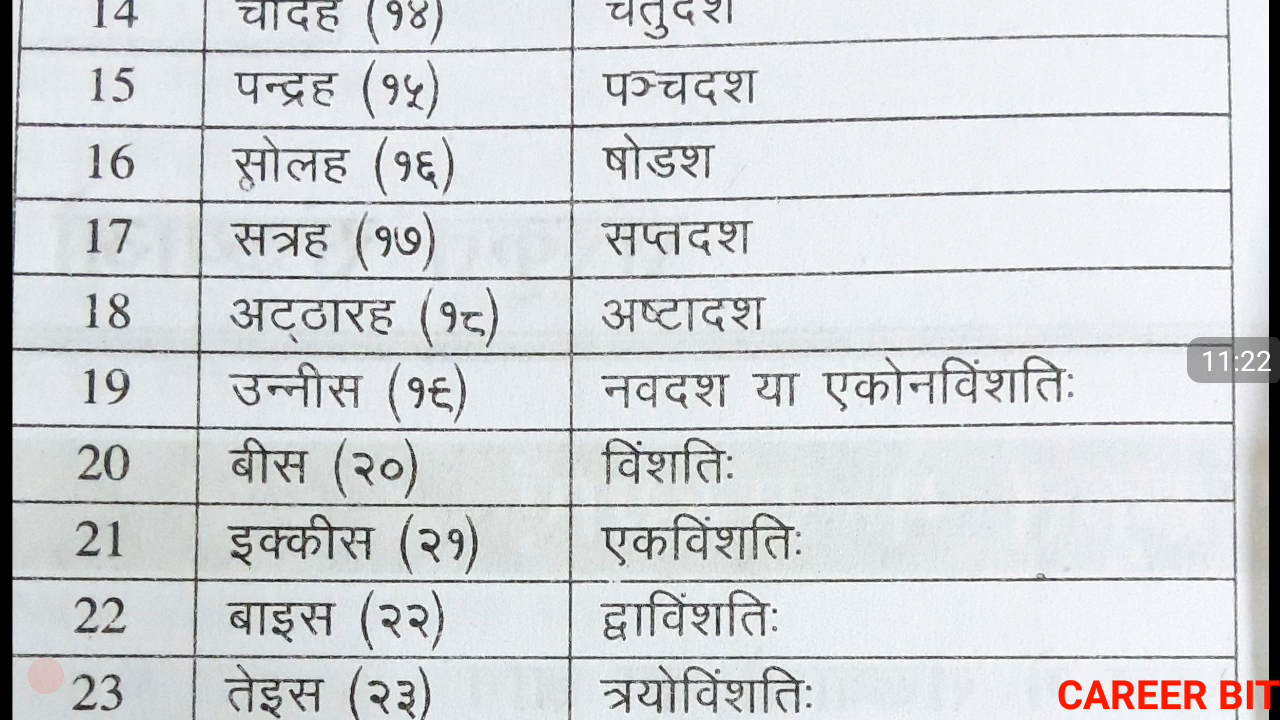 14 चौदह (१४) चतुर्दश
15 पन्द्रह (१५) पञ्चदश
16 सोलह (१६) षोडश
17 सत्रह (१७) सप्तदश
18 अट्ठारह (१८) अष्टादश
11:22
19 उन्नीस (१९) नवदश या एकोनविंशतिः
20 बीस (२०) विंशतिः
21 इक्कीस (२१) एकविंशतिः
22 बाइस (२२) द्वाविंशतिः
23 तेइस (२३) त्रयोविंशतिः
CAREER BIT